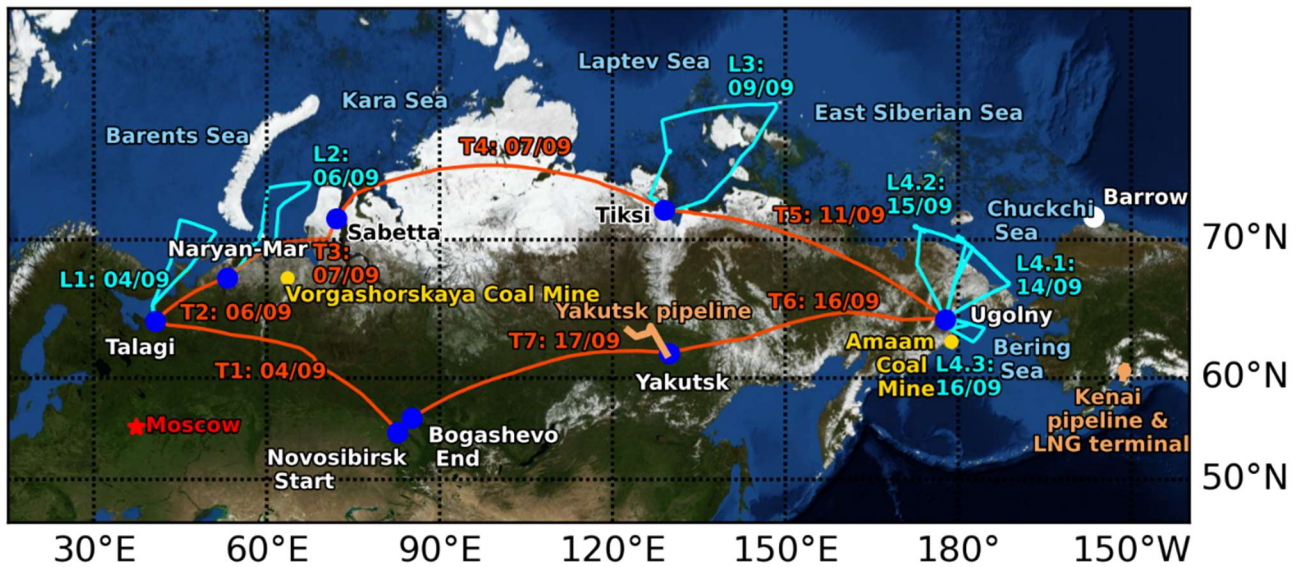 Laptev Sea
L3:
09/09
Kara Sea
East Siberian Sea
Barents Sea
T4: 07/09
L2:
06/09
L4.2:
15/09
Barrow
Chuckchi
Sea
Tiksi
T5: 11/09
Sabetta
70°N
Naryan-Mar
T3:
07/09
L1: 04/09
L4.1:
14/09
Vorgashorskaya Coal Mine
T6: 16/09
T2: 06/09
Yakutsk pipeline
Ugolny
Talagi
T7: 17/09
Amaam
Coal
Mine
Bering
Sea
L4.3:
16/09
T1: 04/09
60°N
Yakutsk
Kenai
pipeline &
LNG terminal
Moscow
Bogashevo
End
Novosibirsk
Start
50°N
30°E
60°E
90°E
120°E
150°E
180°
150°W